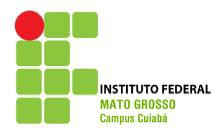 INSTITUTO FEDERAL
MATO GROSSO
Campus Cuiabá